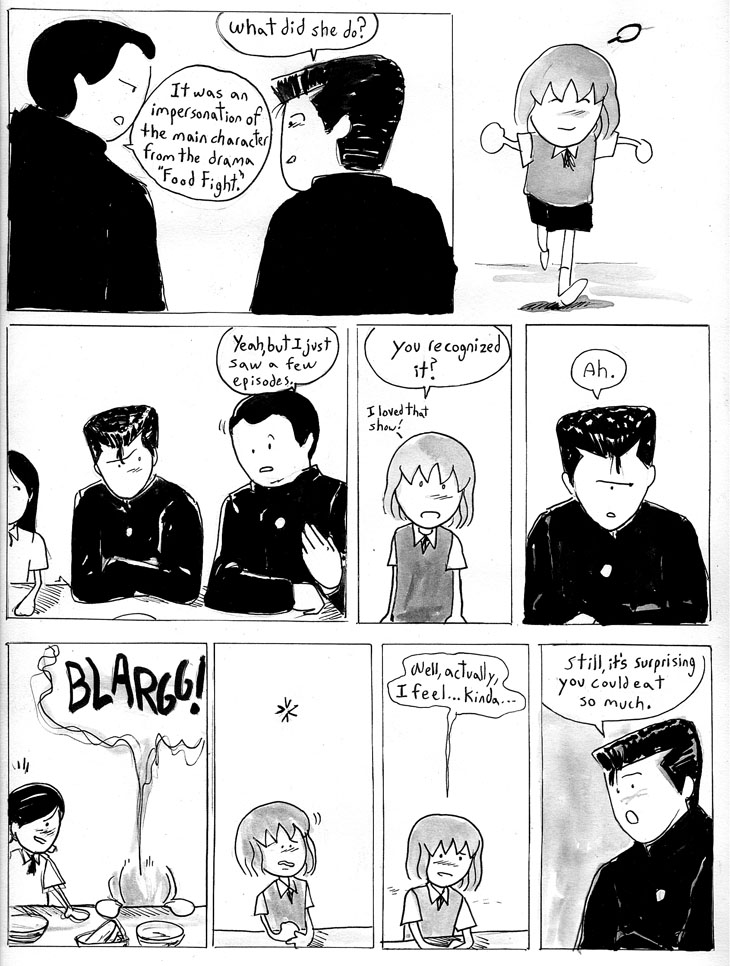 What did she do?
It was an
impersonation of
the main character
from the drama
"Food Fight."
Ah.
You recognized
it?
I loved that
show!
Yeah, but I just
saw a few
episodes.
Still, it's surprising
you could eat
so much.
Well, actually,
I feel... kinda...
BLARGG!